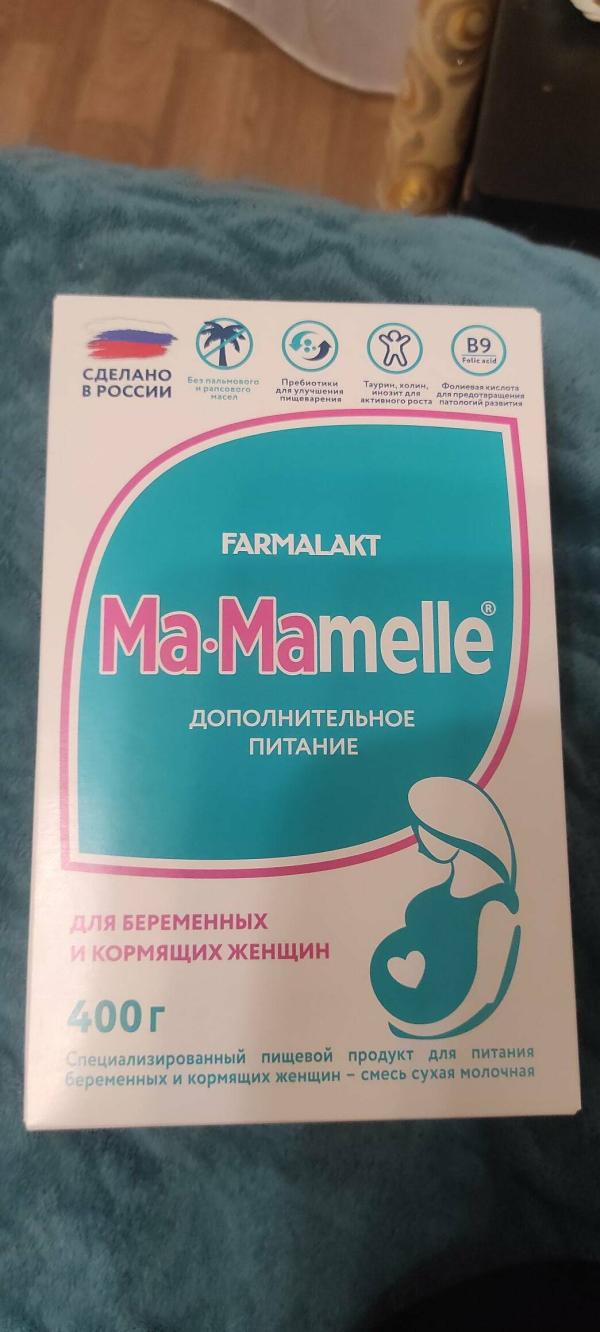 СДЕЛАНО
В РОССИИ
Без пальмового
и рапсового
масел
Пребиотики
для улучшения
пищеварения
Таурин, холин,
инозит для
активного роста
B9
Folic acid
Фолиевая кислота
для предотвращения
патологий развития
FARMALAKT
Ma·Mamelle®
ДОПОЛНИТЕЛЬНОЕ
ПИТАНИЕ
ДЛЯ БЕРЕМЕННЫХ
И КОРМЯЩИХ ЖЕНЩИН
400 г
Специализированный пищевой продукт для питания
беременных и кормящих женщин – смесь сухая молочная